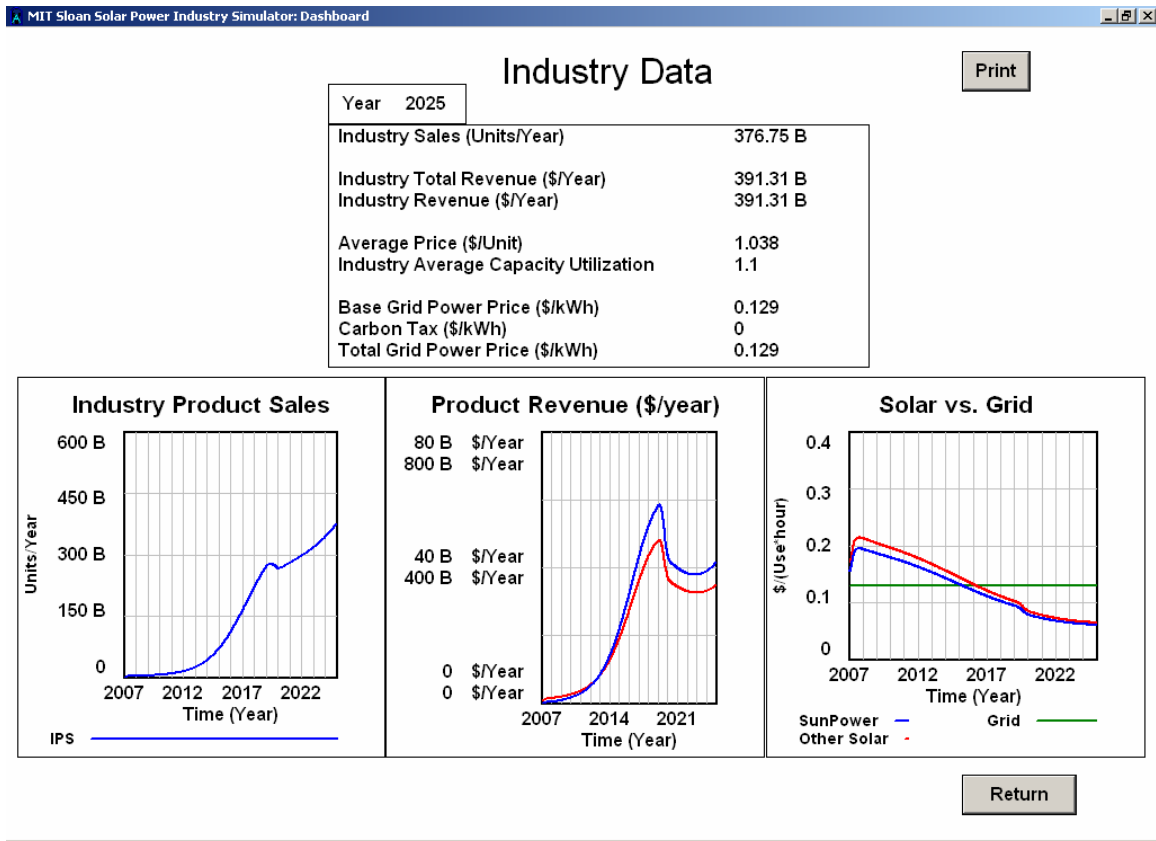 MIT Sloan Solar Power Industry Simulator: Dashboard
Industry Data
Print
Year 2025
Industry Sales (Units/Year) 376.75 B
Industry Total Revenue ($/Year) 391.31 B
Industry Revenue ($/Year) 391.31 B
Average Price ($/Unit) 1.038
Industry Average Capacity Utilization 1.1
Base Grid Power Price ($/kWh) 0.129
Carbon Tax ($/kWh) 0
Total Grid Power Price ($/kWh) 0.129
Industry Product Sales
600 B
450 B
300 B
150 B
0
Units/Year
2007 2012 2017 2022
Time (Year)
IPS
Product Revenue ($/year)
80 B $/Year
800 B $/Year
40 B $/Year
400 B $/Year
0 $/Year
0 $/Year
2007 2014 2021
Time (Year)
Solar vs. Grid
0.4
0.3
0.2
0.1
0
$/(Use*hour)
2007 2012 2017 2022
Time (Year)
SunPower Grid
Other Solar
Return